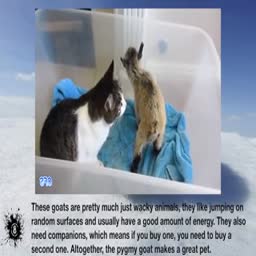 These goats are pretty much just wacky animals, they like jumping on
random surfaces and usually have a good amount of energy. They also
need companions, which means if you buy one, you need to buy a
second one. Altogether, the pygmy goat makes a great pet.